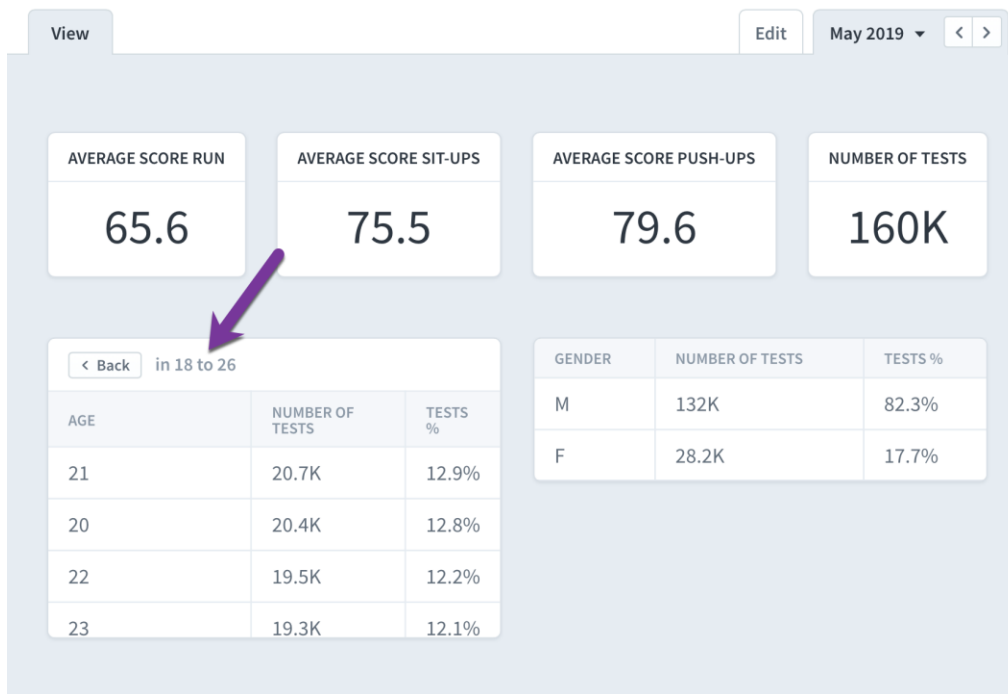 View Edit May 2019
AVERAGE SCORE RUN AVERAGE SCORE SIT-UPS AVERAGE SCORE PUSH-UPS NUMBER OF TESTS
65.6 75.5 79.6 160K
Back in 18 to 26
AGE NUMBER OF TESTS TESTS %
21 20.7K 12.9%
20 20.4K 12.8%
22 19.5K 12.2%
23 19.3K 12.1%
GENDER NUMBER OF TESTS TESTS %
M 132K 82.3%
F 28.2K 17.7%